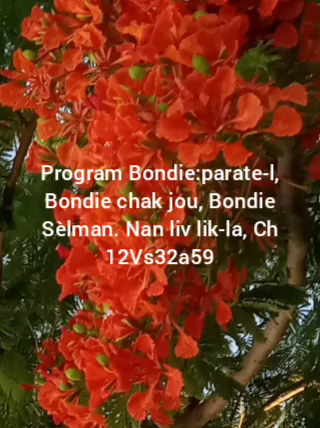 Program Bondie:parate-l,
Bondie chak jou, Bondie
Sèlman. Nan liv lik-la, Ch
12Vs32a59